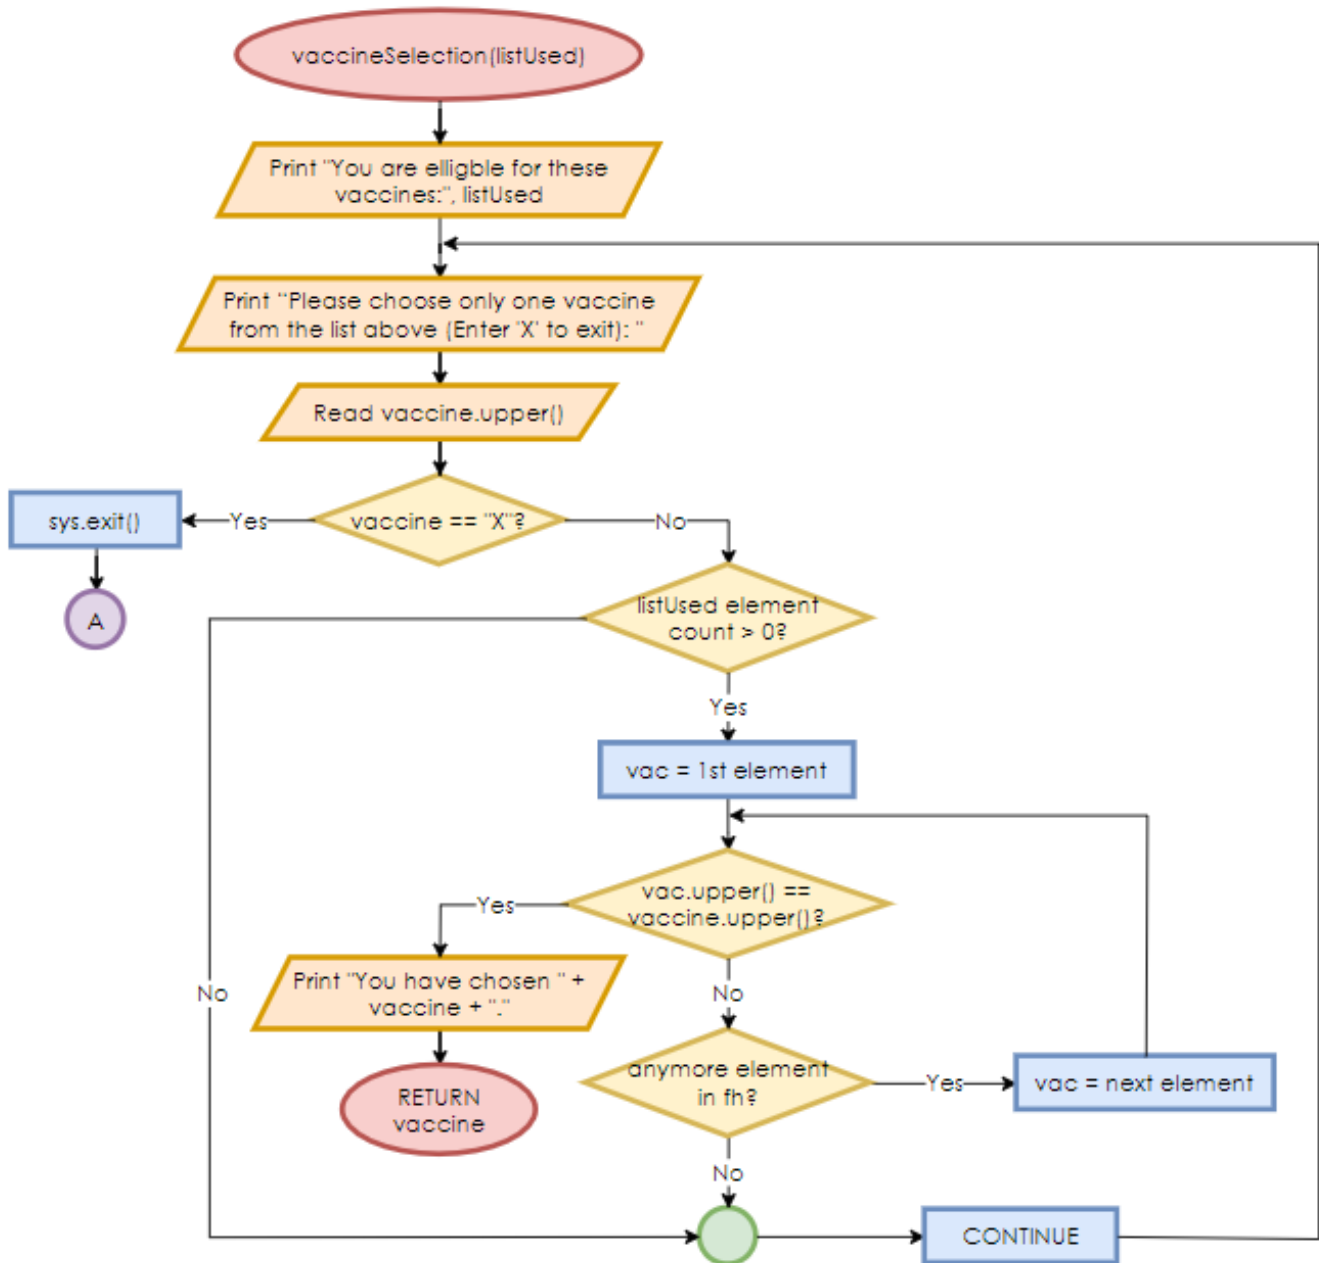 vaccineSelection(listUsed)
Print "You are elligble for these
vaccines:", listUsed
Print “Please choose only one vaccine
from the list above (Enter 'X' to exit): "
Read vaccine.upper()
vaccine == "X"?
Yes
No
sys.exit()
A
listUsed element
count > 0?
Yes
No
vac = 1st element
vac.upper() ==
vaccine.upper()?
Yes
No
Print "You have chosen " +
vaccine + "."
RETURN
vaccine
anymore element
in fh?
Yes
vac = next element
No
CONTINUE